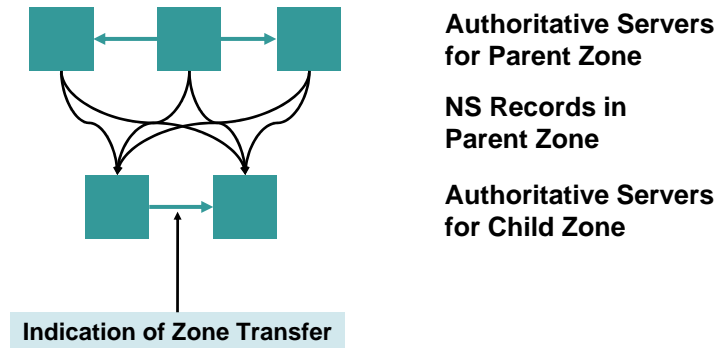 Authoritative Servers
for Parent Zone
NS Records in
Parent Zone
Authoritative Servers
for Child Zone
Indication of Zone Transfer